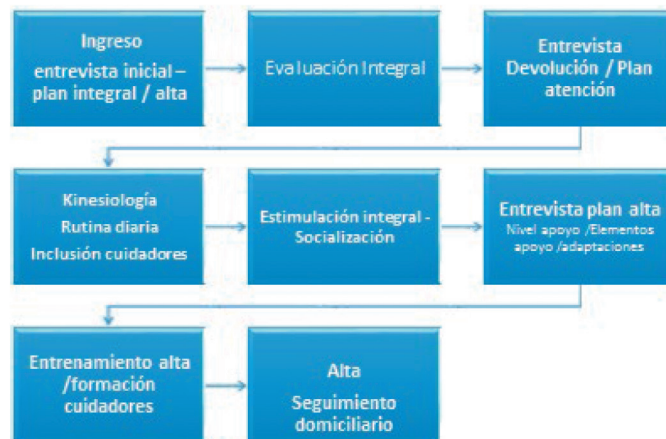 Ingreso
entrevista inicial –
plan integral / alta
Evaluación Integral
Entrevista
Devolución / Plan
atención
Kinesiología
Rutina diaria
Inclusión cuidadores
Estimulación integral -
Socialización
Entrevista plan alta
Nivel apoyo /Elementos
apoyo /adaptaciones
Entrenamiento alta
/formación
cuidadores
Alta
Seguimiento
domiciliario